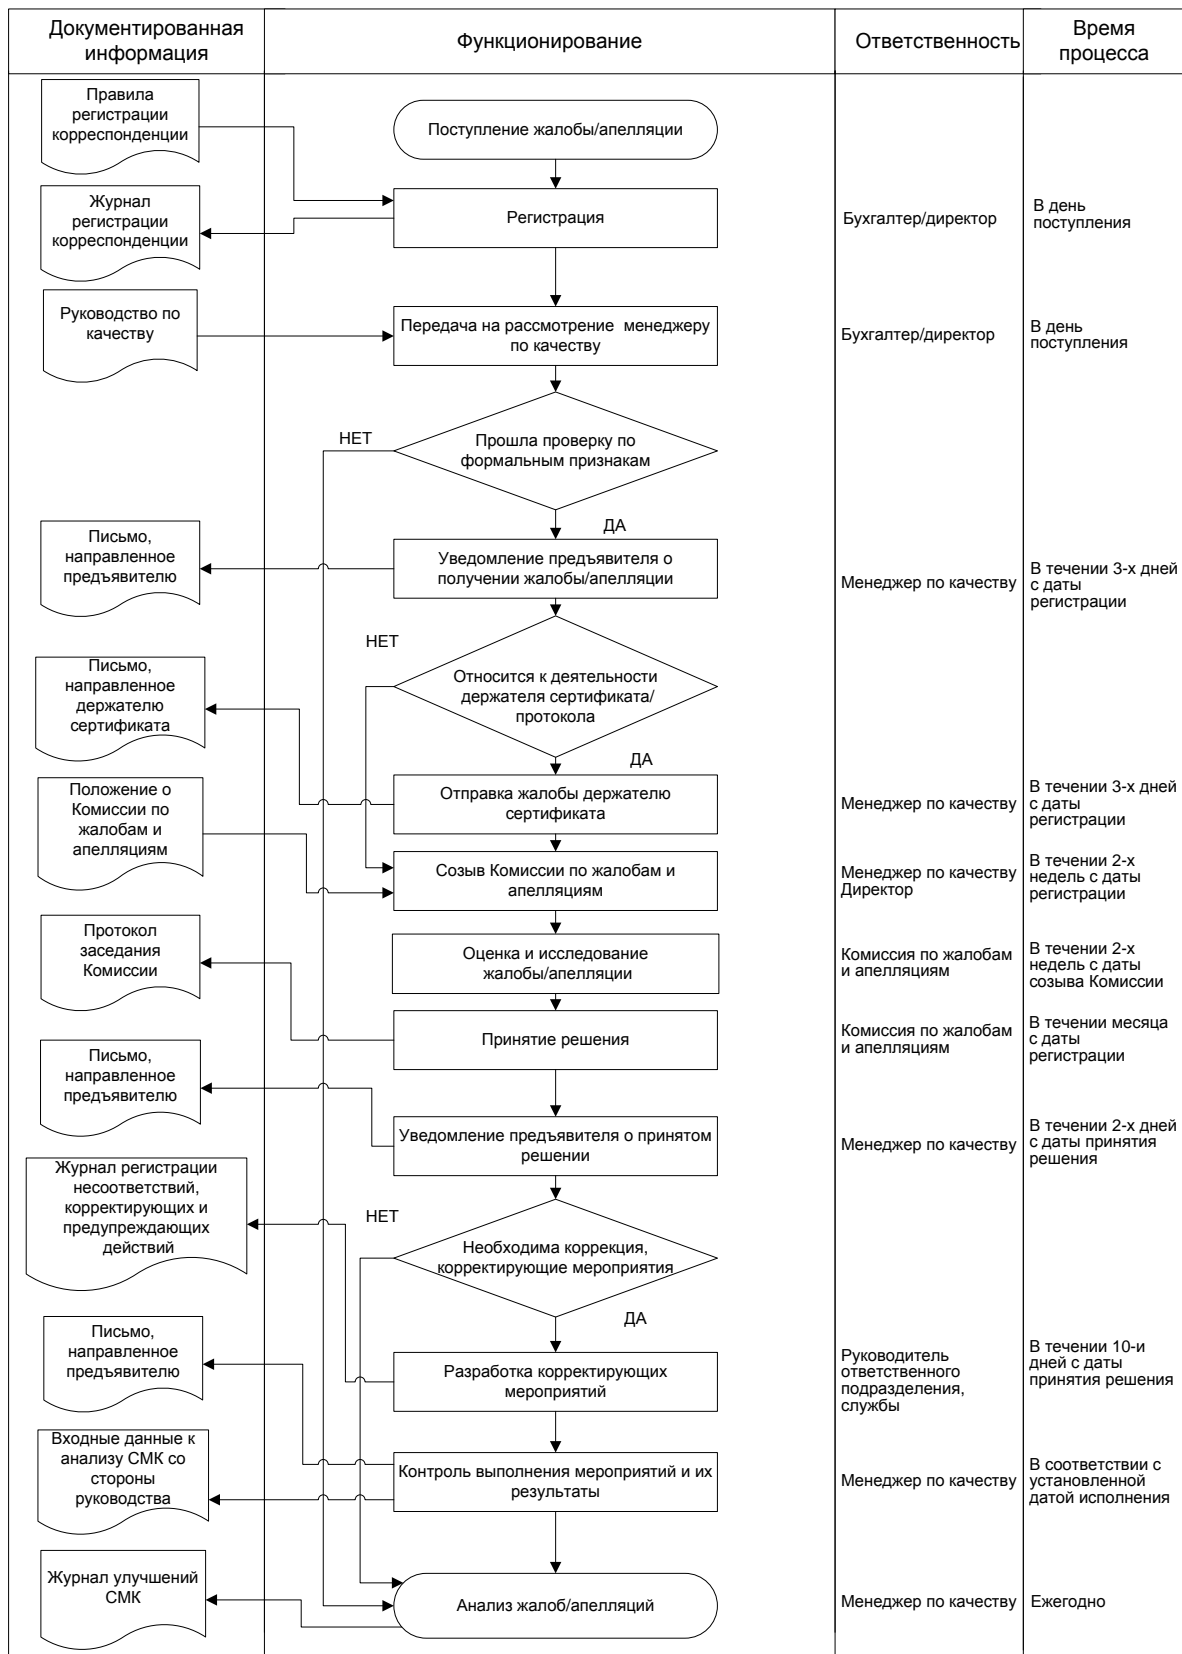 Документированная
информация
Функционирование
Ответственность
Время
процесса
Правила
регистрации
корреспонденции
Поступление жалобы/апелляции
Журнал
регистрации
корреспонденции
Регистрация
Бухгалтер/директор
В день
поступления
Руководство по
качеству
Передача на рассмотрение менеджеру
по качеству
Бухгалтер/директор
В день
поступления
НЕТ
Прошла проверку по
формальным признакам
ДА
Письмо,
направленное
предъявителю
Уведомление предъявителя о
получении жалобы/апелляции
Менеджер по качеству
В течении 3-х дней
с даты
регистрации
НЕТ
Относится к деятельности
держателя сертификата/
протокола
ДА
Письмо,
направленное
держателю
сертификата
Отправка жалобы держателю
сертификата
Менеджер по качеству
В течении 3-х дней
с даты
регистрации
Положение о
Комиссии по
жалобам и
апелляциям
Созыв Комиссии по жалобам и
апелляциям
Менеджер по качеству
Директор
В течении 2-х
недель с даты
регистрации
Протокол
заседания
Комиссии
Оценка и исследование
жалобы/апелляции
Комиссия по жалобам
и апелляциям
В течении 2-х
недель с даты
созыва Комиссии
Принятие решения
Комиссия по жалобам
и апелляциям
В течении месяца
с даты
регистрации
Письмо,
направленное
предъявителю
Уведомление предъявителя о принятом
решении
Менеджер по качеству
В течении 2-х дней
с даты принятия
решения
Журнал регистрации
несоответствий,
корректирующих и
предупреждающих
действий
НЕТ
Необходима коррекция,
корректирующие мероприятия
ДА
Письмо,
направленное
предъявителю
Разработка корректирующих
мероприятий
Руководитель
ответственного
подразделения,
службы
В течении 10-и
дней с даты
принятия решения
Входные данные к
анализу СМК со
стороны
руководства
Контроль выполнения мероприятий и их
результаты
Менеджер по качеству
В соответствии с
установленной
датой исполнения
Журнал улучшений
СМК
Анализ жалоб/апелляций
Менеджер по качеству
Ежегодно